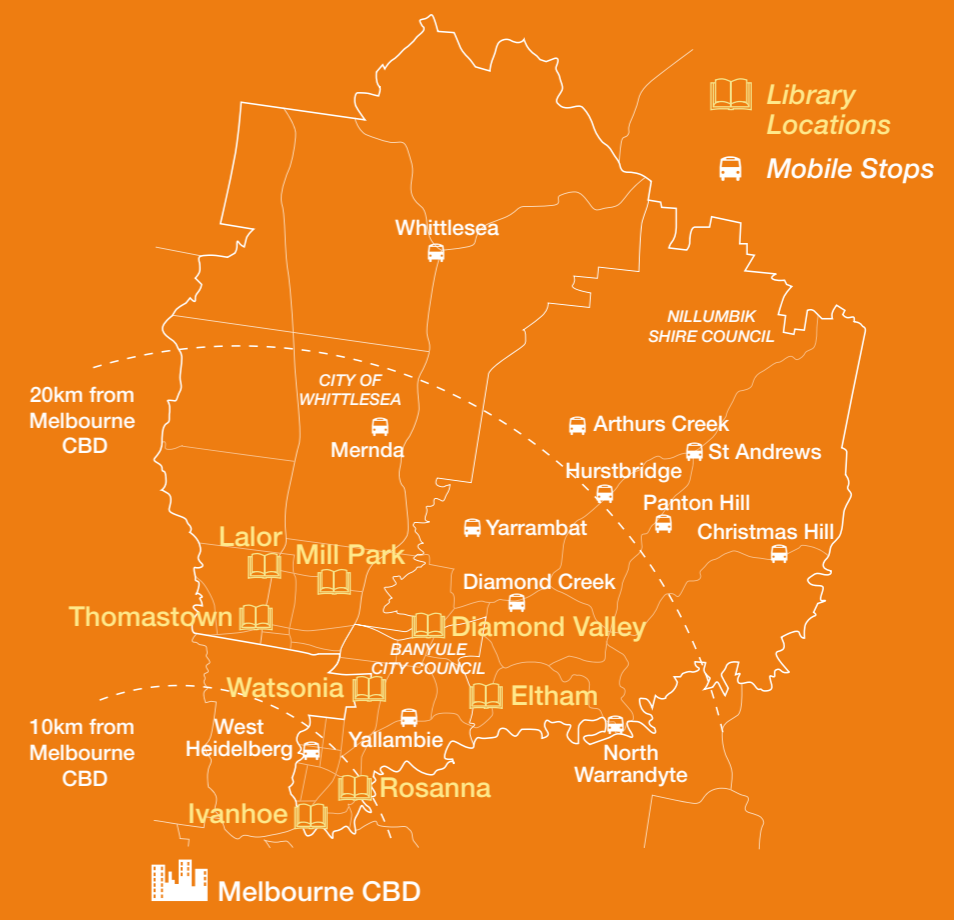 Library
Locations
Mobile Stops
Whittlesea
NILLUMBIK
SHIRE COUNCIL
20km from
Melbourne
CBD
CITY OF
WHITTLESEA
Mernda
Arthurs Creek
St Andrews
Hurstbridge
Panton Hill
Yarrambat
Christmas Hill
Lalor
Mill Park
Diamond Creek
Thomastown
Diamond Valley
BANYULE
CITY COUNCIL
Watsonia
Eltham
10km from
Melbourne
CBD
West
Heidelberg
Yallambie
North
Warrandyte
Rosanna
Ivanhoe
Melbourne CBD